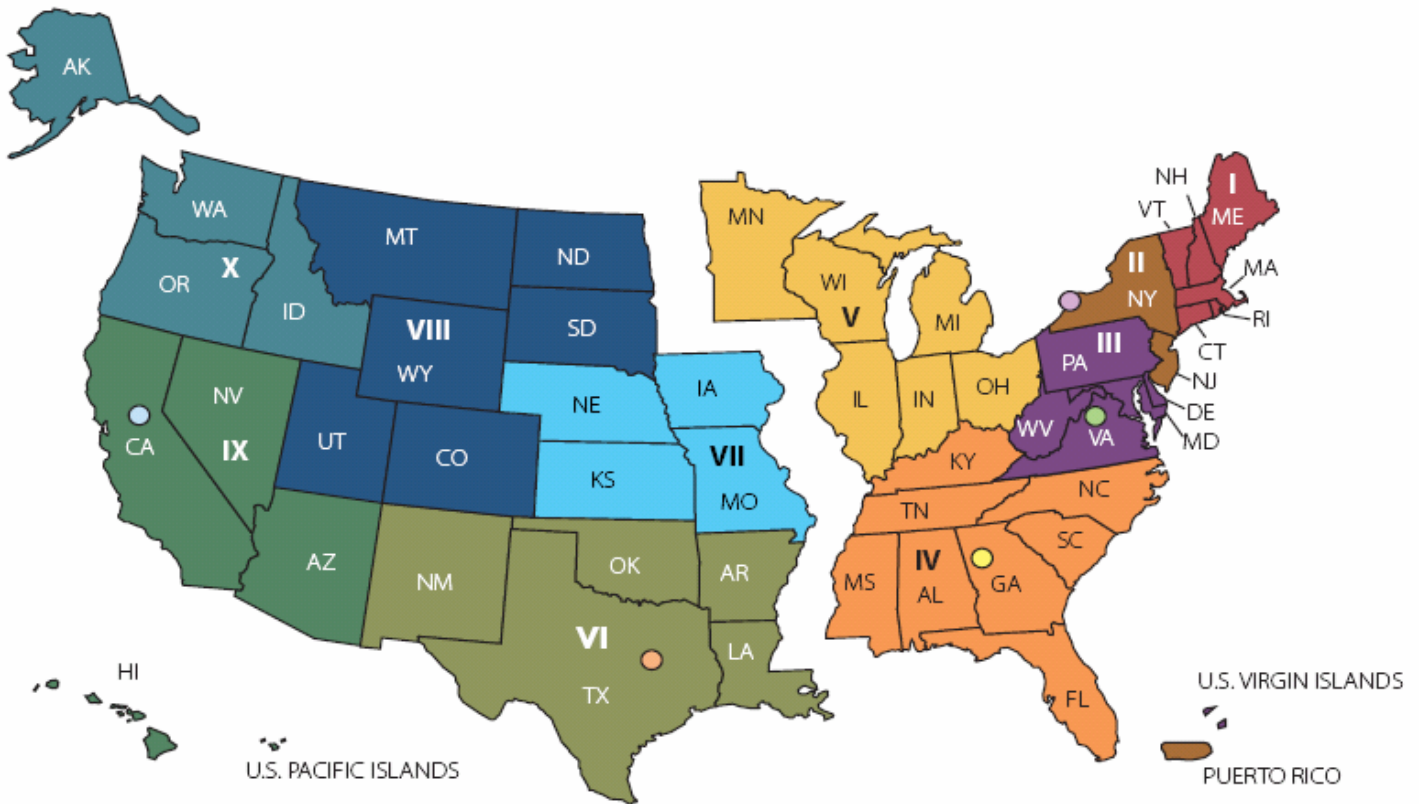 AK
WA
OR
X
ID
MT
ND
SD
VIII
WY
NV
CA
IX
UT
CO
AZ
NE
KS
IA
VII
MO
NM
OK
AR
VI
TX
LA
MN
WI
V
MI
IL
IN
OH
KY
TN
NC
SC
MS
IV
AL
GA
FL
NH
VT
I
ME
MA
RI
CT
II
NY
III
PA
NJ
DE
MD
WV
VA
HI
U.S. PACIFIC ISLANDS
U.S. VIRGIN ISLANDS
PUERTO RICO